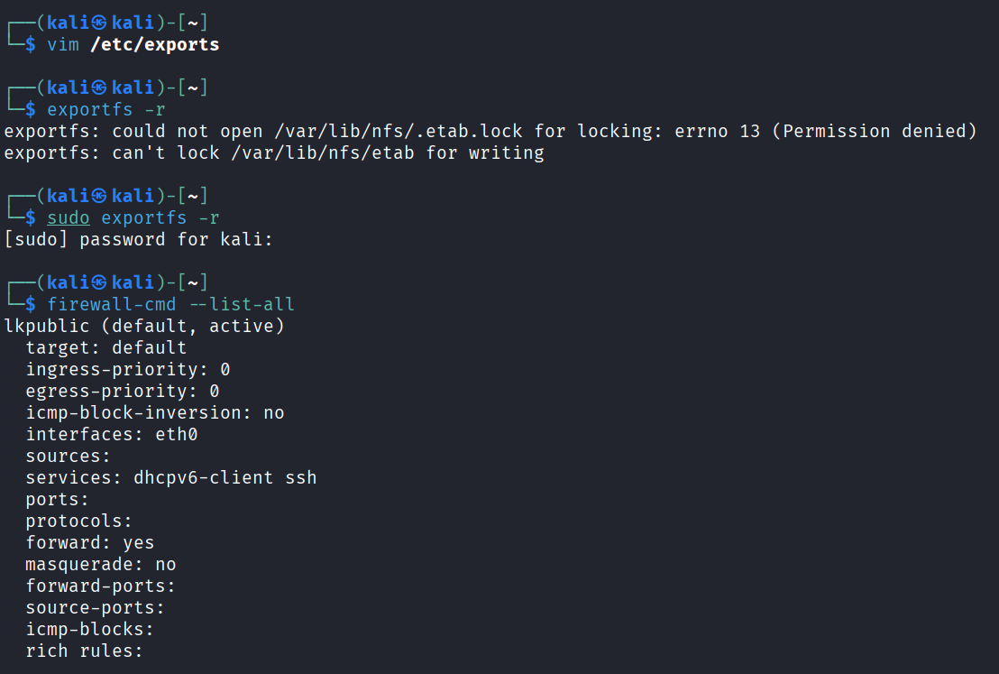 ┌──(kali㉿kali)-[~]
└─$ vim /etc/exports
┌──(kali㉿kali)-[~]
└─$ exportfs -r
exportfs: could not open /var/lib/nfs/.etab.lock for locking: errno 13 (Permission denied)
exportfs: can't lock /var/lib/nfs/etab for writing
┌──(kali㉿kali)-[~]
└─$ sudo exportfs -r
[sudo] password for kali:
┌──(kali㉿kali)-[~]
└─$ firewall-cmd --list-all
lkpublic (default, active)
  target: default
  ingress-priority: 0
  egress-priority: 0
  icmp-block-inversion: no
  interfaces: eth0
  sources:
  services: dhcpv6-client ssh
  ports:
  protocols:
  forward: yes
  masquerade: no
  forward-ports:
  source-ports:
  icmp-blocks:
  rich rules: